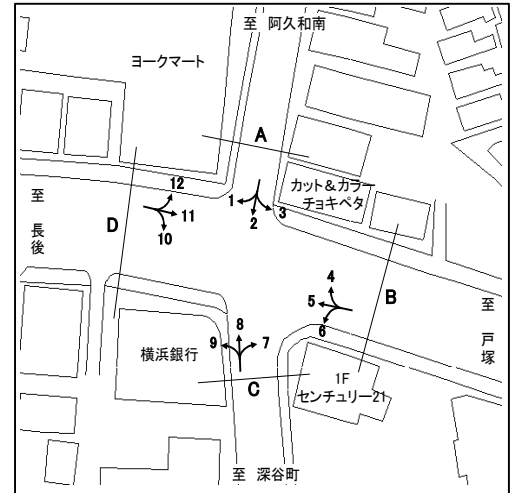 至 阿久和南
ヨークマート
A
カット&カラー
チョキペタ
12
11
10
1
2
3
D
至 長後
4
5
6
B
至 戸塚
8
9
7
横浜銀行
C
1F
センチュリー21
至 深谷町